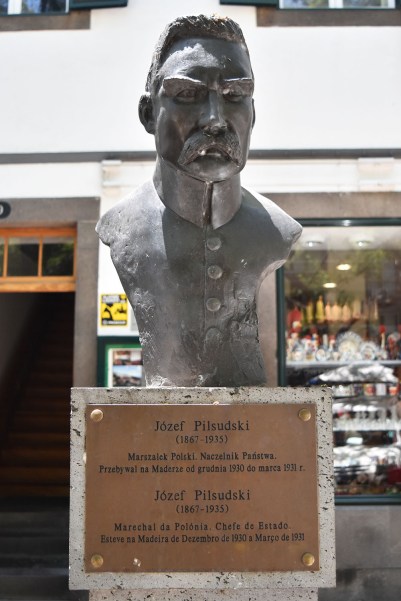 Józef Piłsudski
(1867–1935)
Marszałek Polski. Naczelnik Państwa.
Przebywał na Maderze od grudnia 1930 do marca 1931 r.
Józef Piłsudski
(1867–1935)
Marechal da Polónia. Chefe de Estado.
Esteve na Madeira de Dezembro de 1930 a Março de 1931